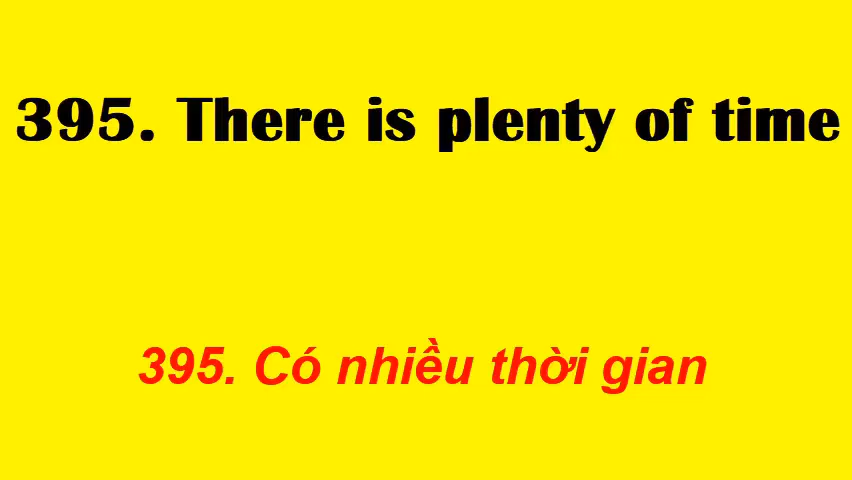 395. There is plenty of time
395. Có nhiều thời gian